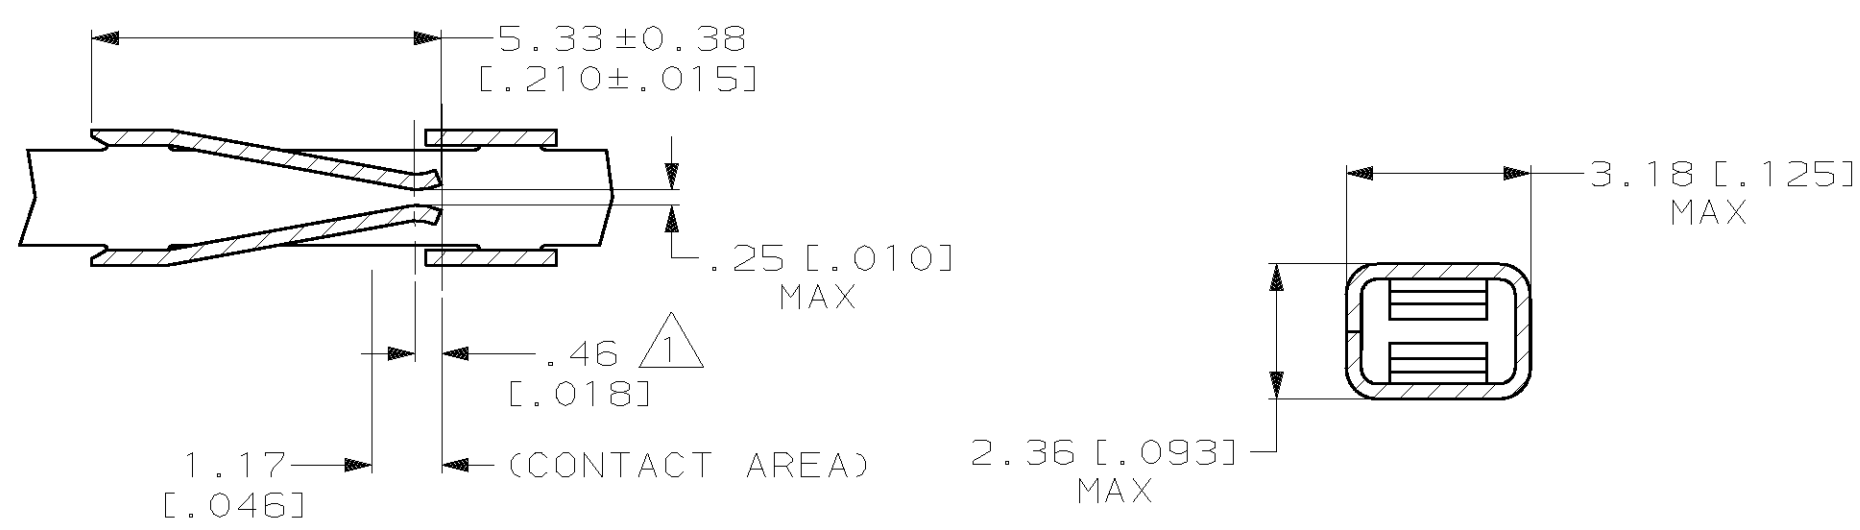 5.33±0.38
[.210±.015]
3.18 [.125]
MAX
.25 [.010]
MAX
.46 1
[.018]
1.17 (CONTACT AREA)
[.046]
2.36 [.093]
MAX